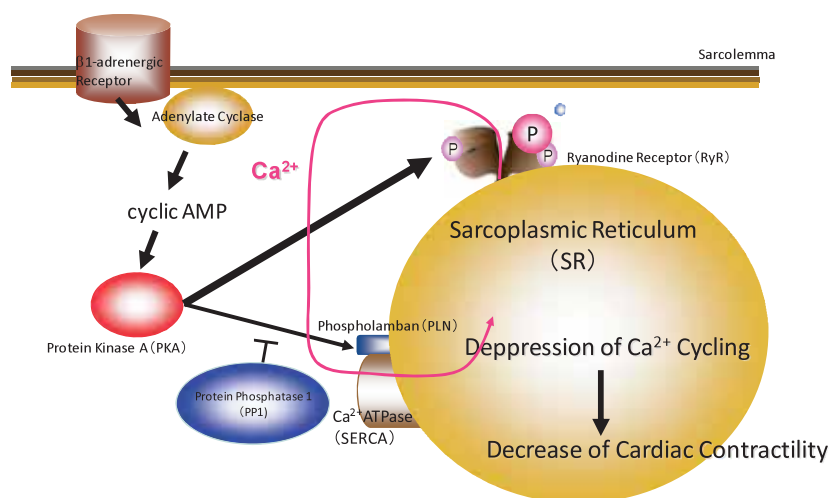 Sarcolemma
β1-adrenergic
Receptor
Adenylate Cyclase
P
P
P
Ca²⁺
Ryanodine Receptor（RyR）
cyclic AMP
Sarcoplasmic Reticulum
（SR）
Phospholamban（PLN）
Protein Kinase A（PKA）
Deppression of Ca²⁺ Cycling
Protein Phosphatase 1
（PP1)
Ca²⁺ATPase
（SERCA）
Decrease of Cardiac Contractility